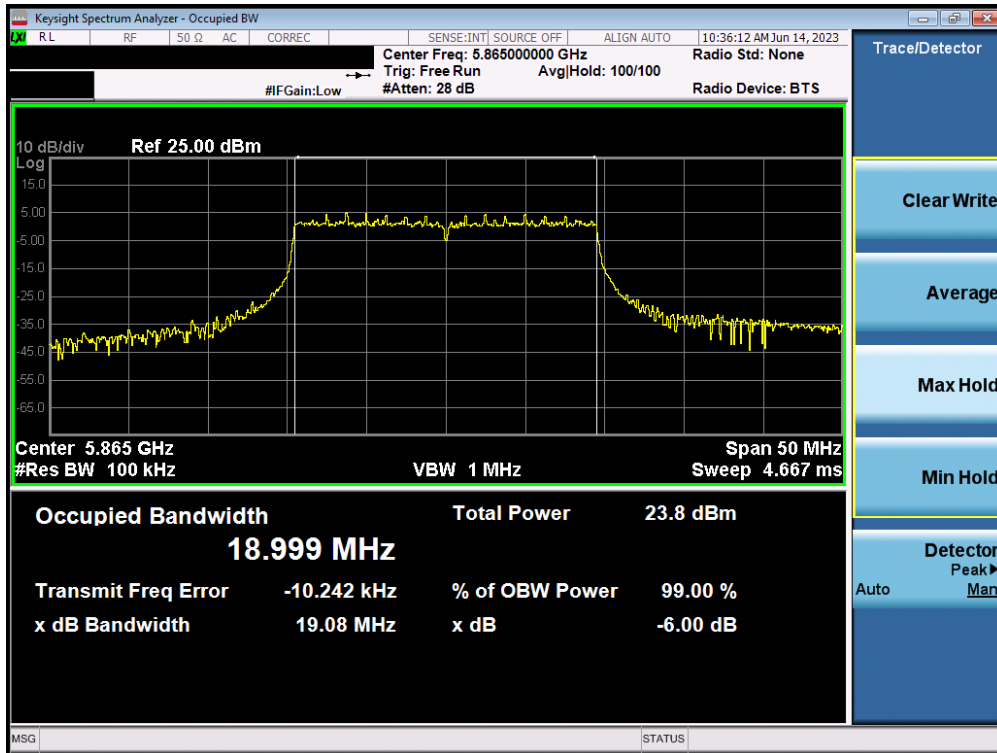 Keysight Spectrum Analyzer - Occupied BW
LXI RL RF 50 Ω AC CORREC SENSE:INT SOURCE OFF ALIGN AUTO 10:36:12 AM Jun 14, 2023
Center Freq: 5.865000000 GHz Radio Std: None
Trig: Free Run Avg|Hold: 100/100
#IFGain:Low #Atten: 28 dB Radio Device: BTS
Trace/Detector
10 dB/div Ref 25.00 dBm
Log
15.0
5.00
-5.00
-15.0
-25.0
-35.0
-45.0
-55.0
-65.0
Center 5.865 GHz Span 50 MHz
#Res BW 100 kHz VBW 1 MHz Sweep 4.667 ms
Occupied Bandwidth Total Power 23.8 dBm
18.999 MHz
Transmit Freq Error -10.242 kHz % of OBW Power 99.00 %
x dB Bandwidth 19.08 MHz x dB -6.00 dB
Clear Write
Average
Max Hold
Min Hold
Detector
Peak▶
Auto Man
MSG STATUS